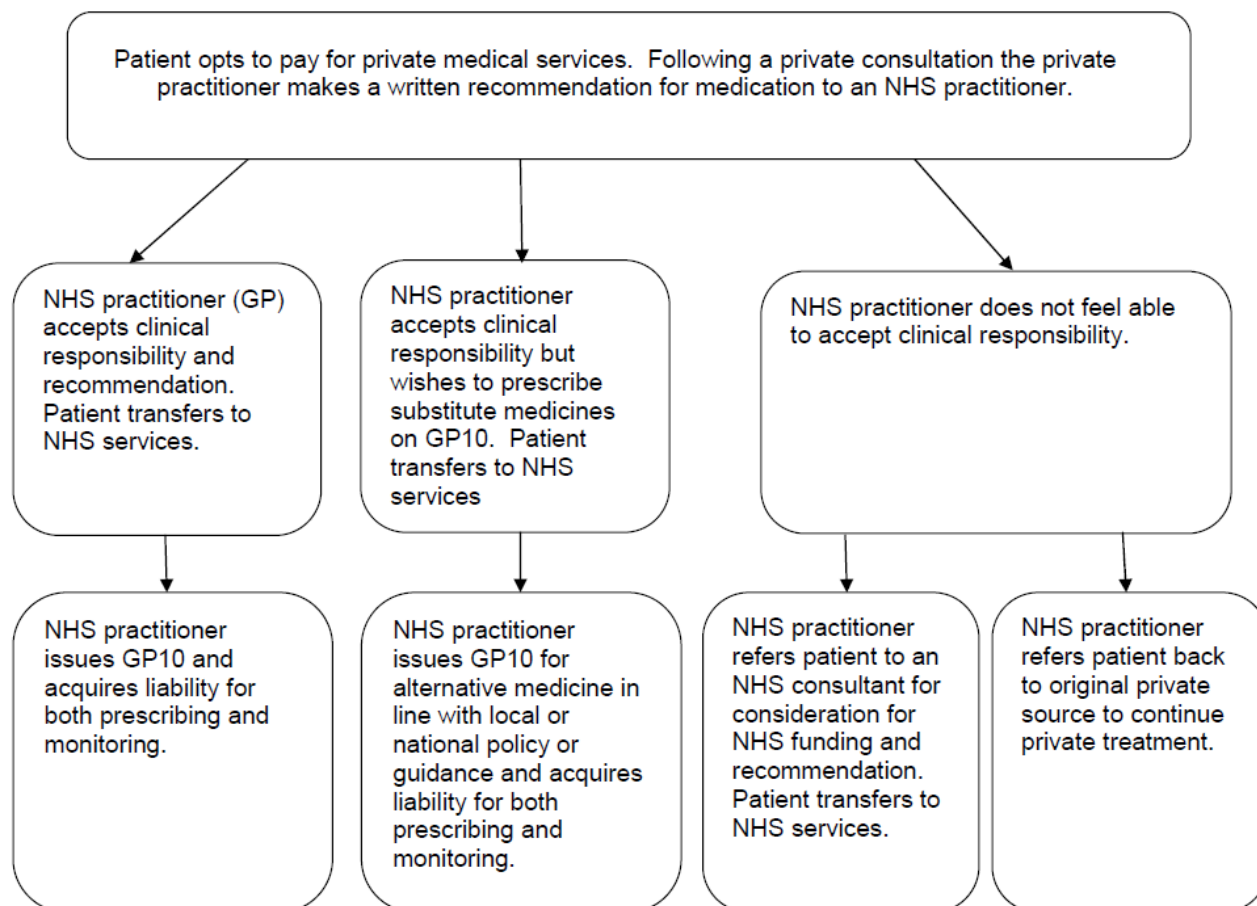 Patient opts to pay for private medical services.  Following a private consultation the private
practitioner makes a written recommendation for medication to an NHS practitioner.
NHS practitioner (GP)
accepts clinical
responsibility and
recommendation.
Patient transfers to
NHS services.
NHS practitioner
accepts clinical
responsibility but
wishes to prescribe
substitute medicines
on GP10.  Patient
transfers to NHS
services
NHS practitioner does not feel able
to accept clinical responsibility.
NHS practitioner
issues GP10 and
acquires liability for
both prescribing and
monitoring.
NHS practitioner
issues GP10 for
alternative medicine in
line with local or
national policy or
guidance and acquires
liability for both
prescribing and
monitoring.
NHS practitioner
refers patient to an
NHS consultant for
consideration for
NHS funding and
recommendation.
Patient transfers to
NHS services.
NHS practitioner
refers patient back
to original private
source to continue
private treatment.